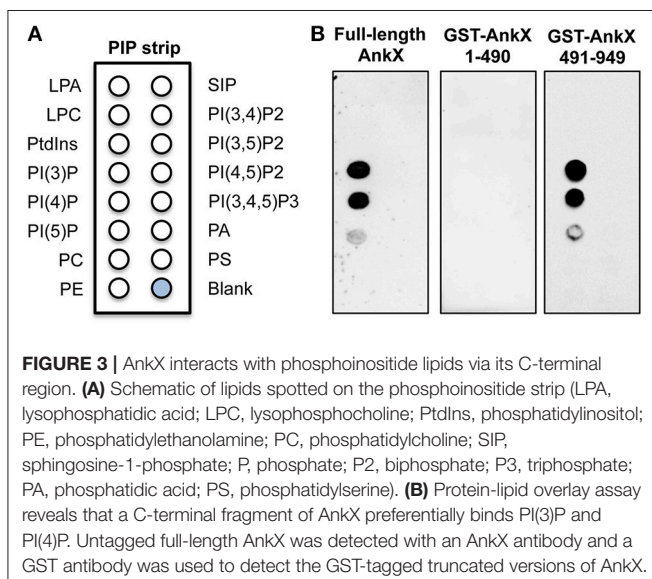 A
PIP strip
LPA SIP
LPC PI(3,4)P2
PtdIns PI(3,5)P2
PI(3)P PI(4,5)P2
PI(4)P PI(3,4,5)P3
PI(5)P PA
PC PS
PE Blank
B
Full-length AnkX
GST-AnkX 1-490
GST-AnkX 491-949
FIGURE 3 | AnkX interacts with phosphoinositide lipids via its C-terminal
region. (A) Schematic of lipids spotted on the phosphoinositide strip (LPA,
lysophosphatidic acid; LPC, lysophosphocholine; PtdIns, phosphatidylinositol;
PE, phosphatidylethanolamine; PC, phosphatidylcholine; SIP,
sphingosine-1-phosphate; P, phosphate; P2, biphosphate; P3, triphosphate;
PA, phosphatidic acid; PS, phosphatidylserine). (B) Protein-lipid overlay assay
reveals that a C-terminal fragment of AnkX preferentially binds PI(3)P and
PI(4)P. Untagged full-length AnkX was detected with an AnkX antibody and a
GST antibody was used to detect the GST-tagged truncated versions of AnkX.